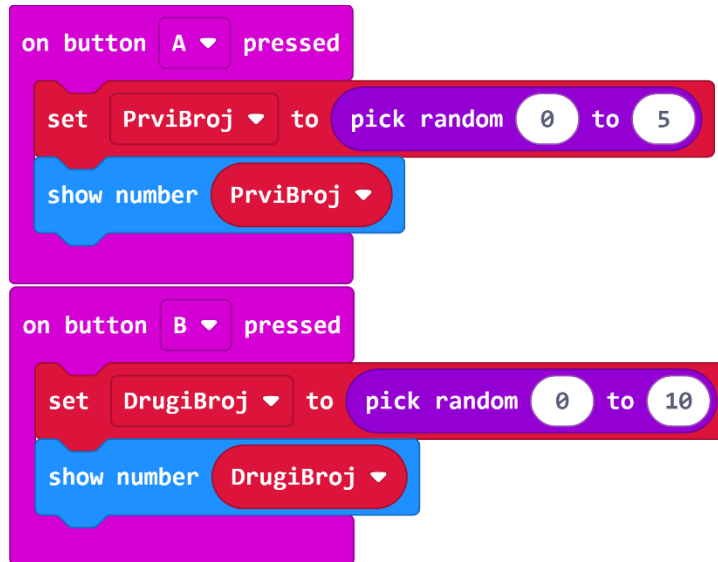 on button A pressed
set PrviBroj to pick random 0 to 5
show number PrviBroj
on button B pressed
set DrugiBroj to pick random 0 to 10
show number DrugiBroj